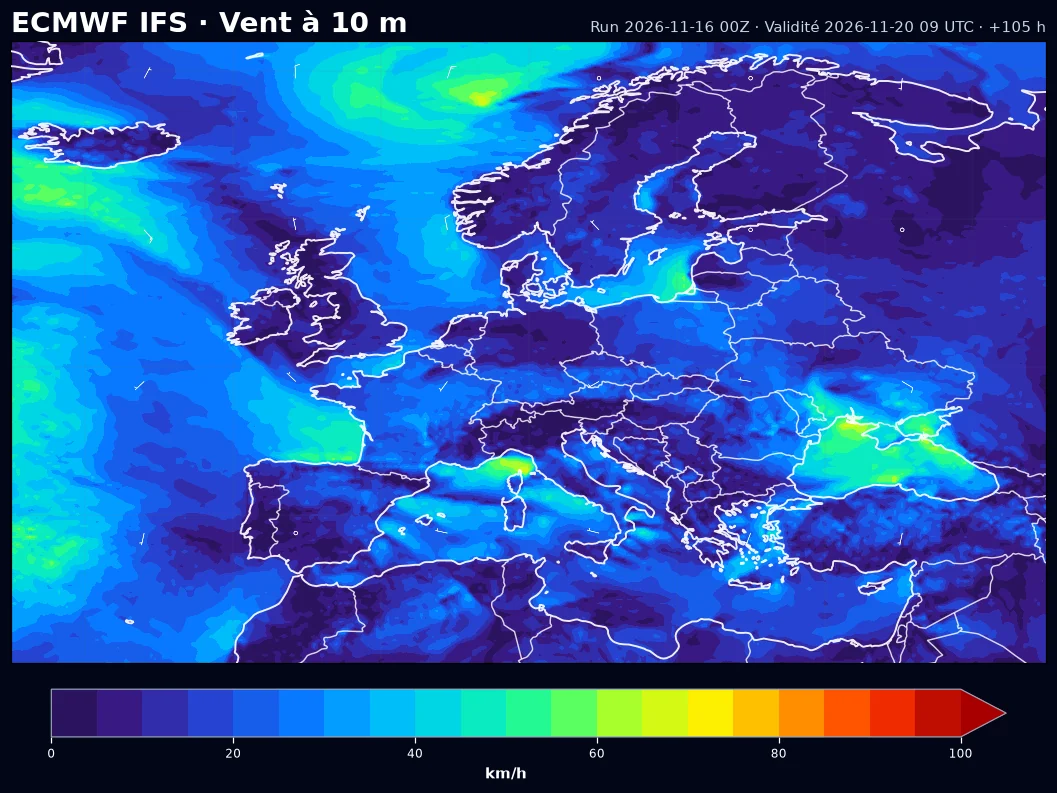 ECMWF IFS · Vent à 10 m
Run 2026-11-16 00Z · Validité 2026-11-20 09 UTC · +105 h
0 20 40 60 80 100
km/h